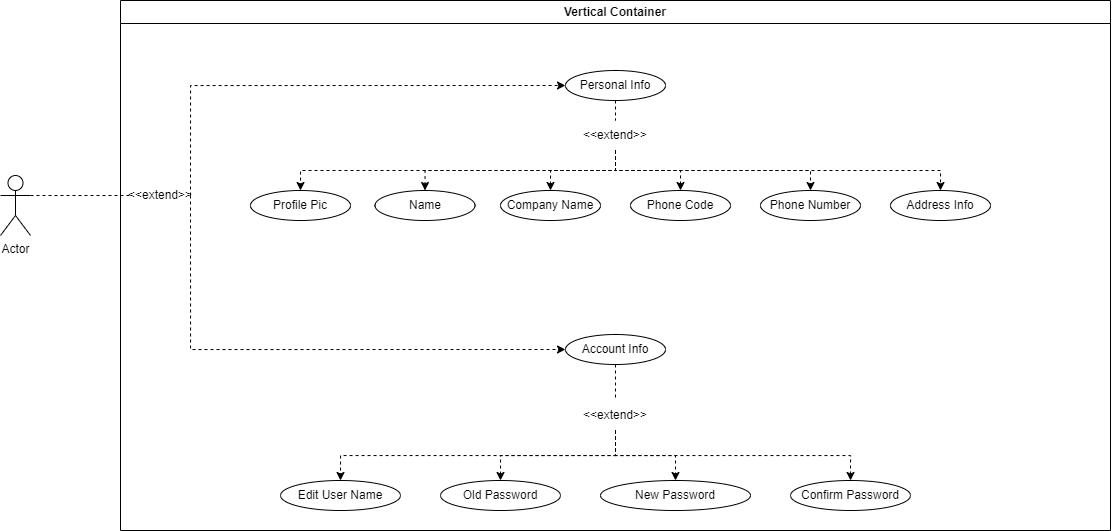 Vertical Container
Personal Info
<<extend>>
<<extend>>
Profile Pic
Name
Company Name
Phone Code
Phone Number
Address Info
Actor
Account Info
<<extend>>
Edit User Name
Old Password
New Password
Confirm Password